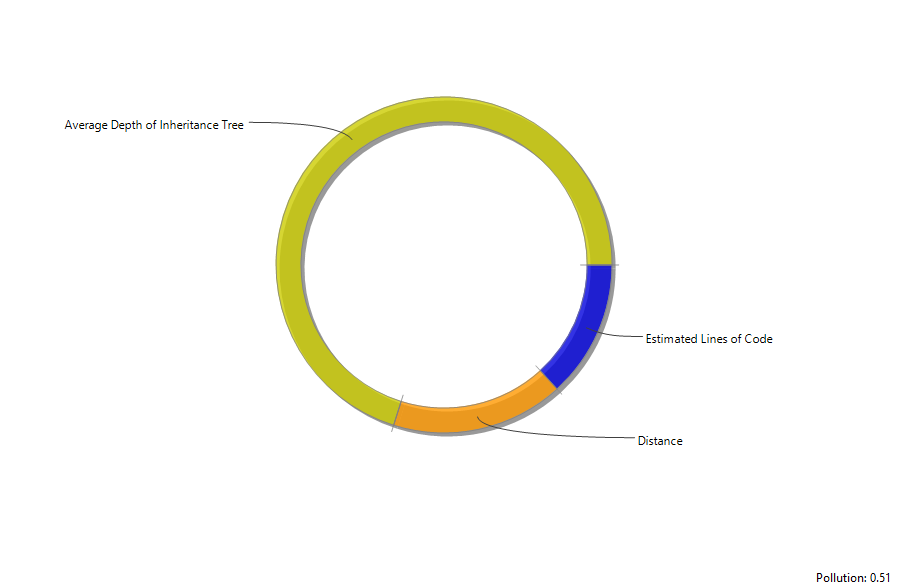 Average Depth of Inheritance Tree
Estimated Lines of Code
Distance
Pollution: 0.51